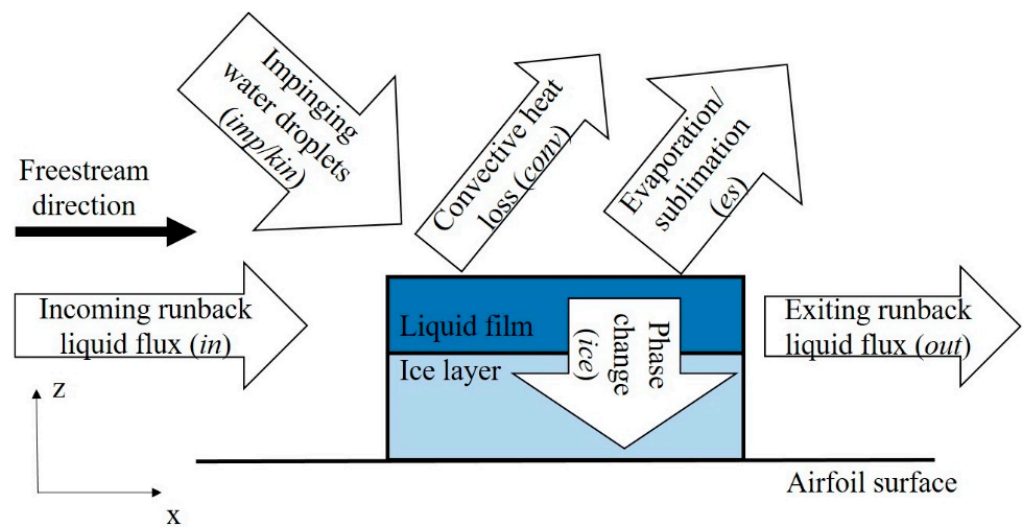 Impinging
water droplets
(imp/kin)
Convective heat
loss (conv)
Evaporation/
sublimation
(es)
Freestream
direction
Incoming runback
liquid flux (in)
Liquid film
Ice layer
Phase
change
(ice)
Exiting runback
liquid flux (out)
z
x
Airfoil surface